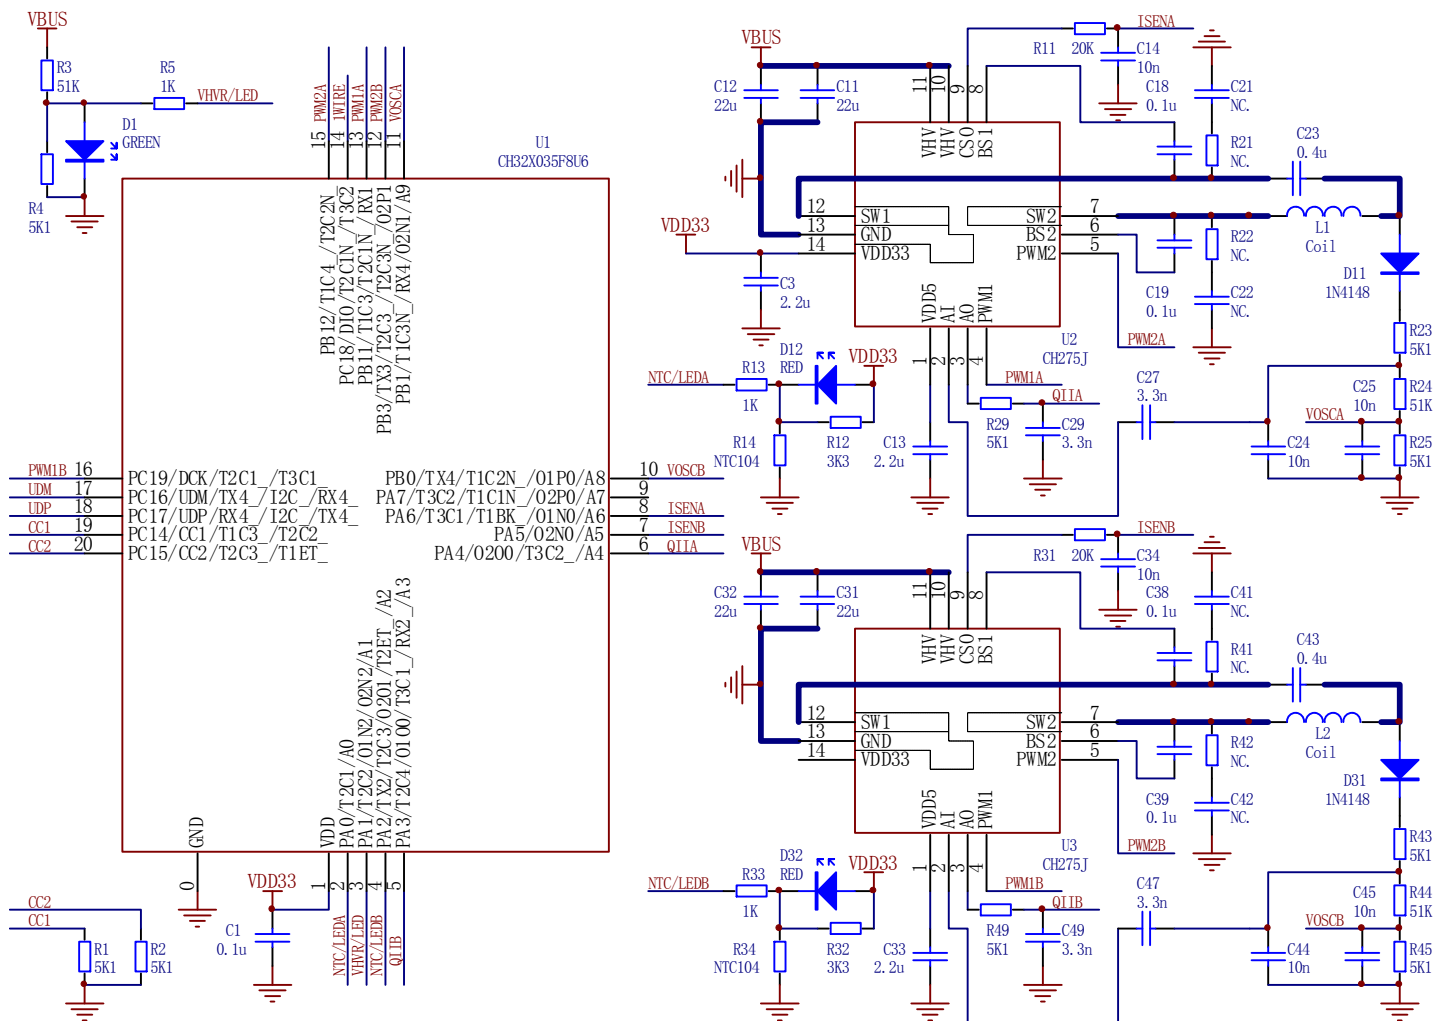 VBUS
R3
51K
R5
1K
VHVR/LED
D1
GREEN
R4
5K1
PWM2A
1WIRE
PWM1A
PWM2B
VOSCA
15
14
13
12
11
U1
CH32X035F8U6
PB12/T1C4_/T2C2N_
PC18/DIO/T2C1N_/T3C2
PB11/T1C3/T2C1N_/RX1
PB3/TX3/T2C3_/T2C3N_/O2P1
PB1/T1C3N_/RX4/O2N1/A9
PWM1B 16 PC19/DCK/T2C1_/T3C1_
UDM 17 PC16/UDM/TX4_/I2C_/RX4_
UDP 18 PC17/UDP/RX4_/I2C_/TX4_
CC1 19 PC14/CC1/T1C3_/T2C2_
CC2 20 PC15/CC2/T2C3_/T1ET_
PB0/TX4/T1C2N_/O1P0/A8 10 VOSCB
PA7/T3C2/T1C1N_/O2P0/A7 9
PA6/T3C1/T1BK_/O1N0/A6 8 ISENA
PA5/O2N0/A5 7 ISENB
PA4/O2O0/T3C2_/A4 6 QIIA
GND
0
VDD
PA0/T2C1/A0
PA1/T2C2/O1N2/O2N2/A1
PA2/TX2/T2C3/O2O1/T2ET_/A2
PA3/T2C4/O1O0/T3C1_/RX2_/A3
1
2
3
4
5
NTC/LEDA
VHVR/LED
NTC/LEDB
QIIB
VDD33
C1
0.1u
CC2
CC1
R1
5K1
R2
5K1
VBUS
C12
22u
C11
22u
R11 20K
ISENA
C14
10n
C18
0.1u
C21
NC.
R21
NC.
C23
0.4u
11
10
9
8
VHV
VHV
CSO
BS1
12 SW1
13 GND
14 VDD33
SW2 7
BS2 6
PWM2 5
VDD33
C3
2.2u
VDD5
AI
AO
PWM1
1
2
3
4
U2
CH275J
R22
NC.
C19
0.1u
C22
NC.
PWM2A
L1
Coil
D11
1N4148
R23
5K1
R24
51K
R25
5K1
C25
10n
VOSCA
C24
10n
C27
3.3n
NTC/LEDA
R13
1K
D12
RED
VDD33
R14
NTC104
R12
3K3
C13
2.2u
PWM1A
QIIA
R29
5K1
C29
3.3n
VBUS
C32
22u
C31
22u
R31 20K
ISENB
C34
10n
C38
0.1u
C41
NC.
R41
NC.
C43
0.4u
11
10
9
8
VHV
VHV
CSO
BS1
12 SW1
13 GND
14 VDD33
SW2 7
BS2 6
PWM2 5
VDD5
AI
AO
PWM1
1
2
3
4
U3
CH275J
R42
NC.
C39
0.1u
C42
NC.
PWM2B
L2
Coil
D31
1N4148
R43
5K1
R44
51K
R45
5K1
C45
10n
VOSCB
C44
10n
C47
3.3n
NTC/LEDB
R33
1K
D32
RED
VDD33
R34
NTC104
R32
3K3
C33
2.2u
PWM1B
QIIB
R49
5K1
C49
3.3n